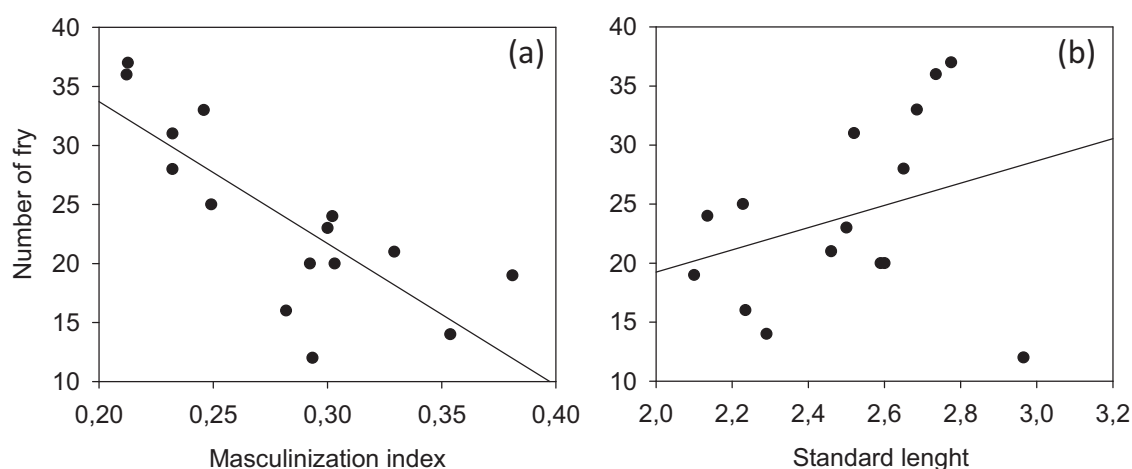 (a)
40
35
30
25
20
15
10
Number of fry
0,20 0,25 0,30 0,35 0,40
Masculinization index
(b)
40
35
30
25
20
15
10
2,0 2,2 2,4 2,6 2,8 3,0 3,2
Standard lenght